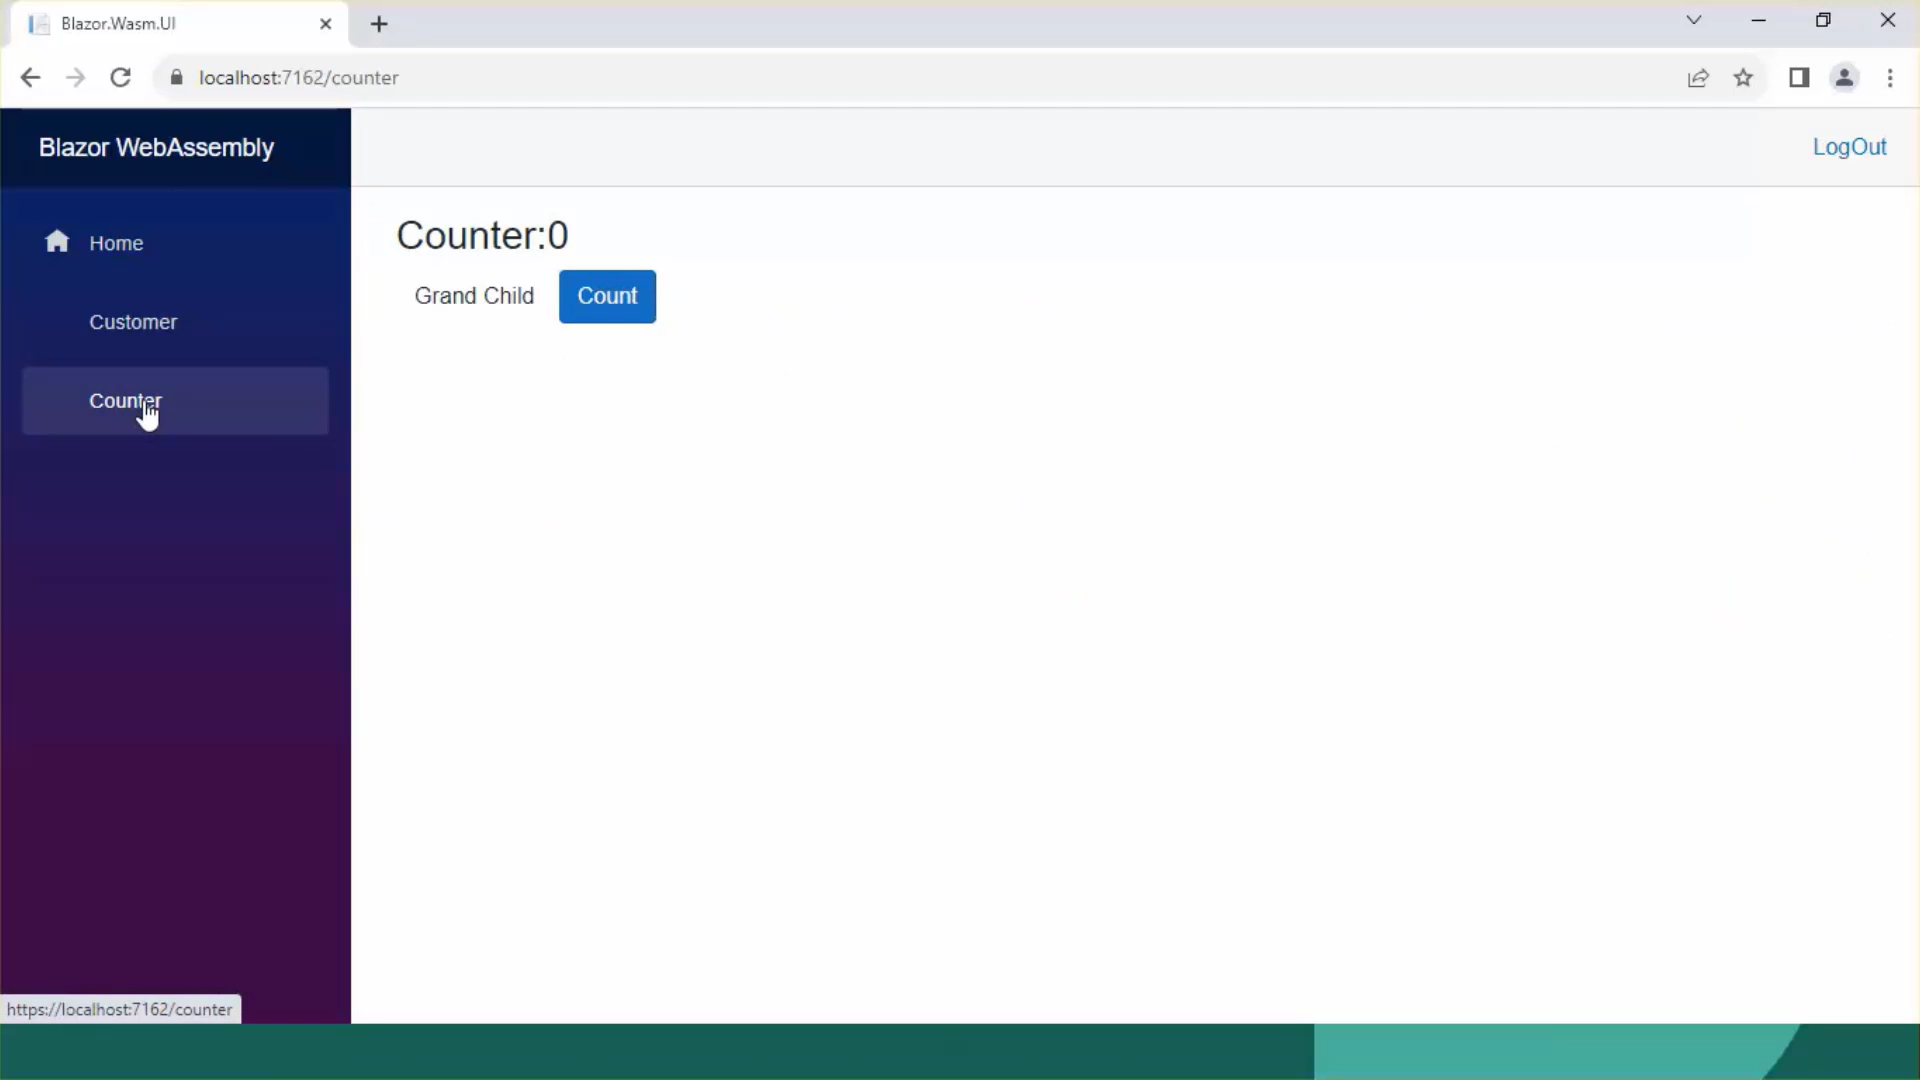 Blazor.Wasm.UI
localhost:7162/counter
Blazor WebAssembly
LogOut
Home
Customer
Counter
Counter:0
Grand Child
Count
https://localhost:7162/counter